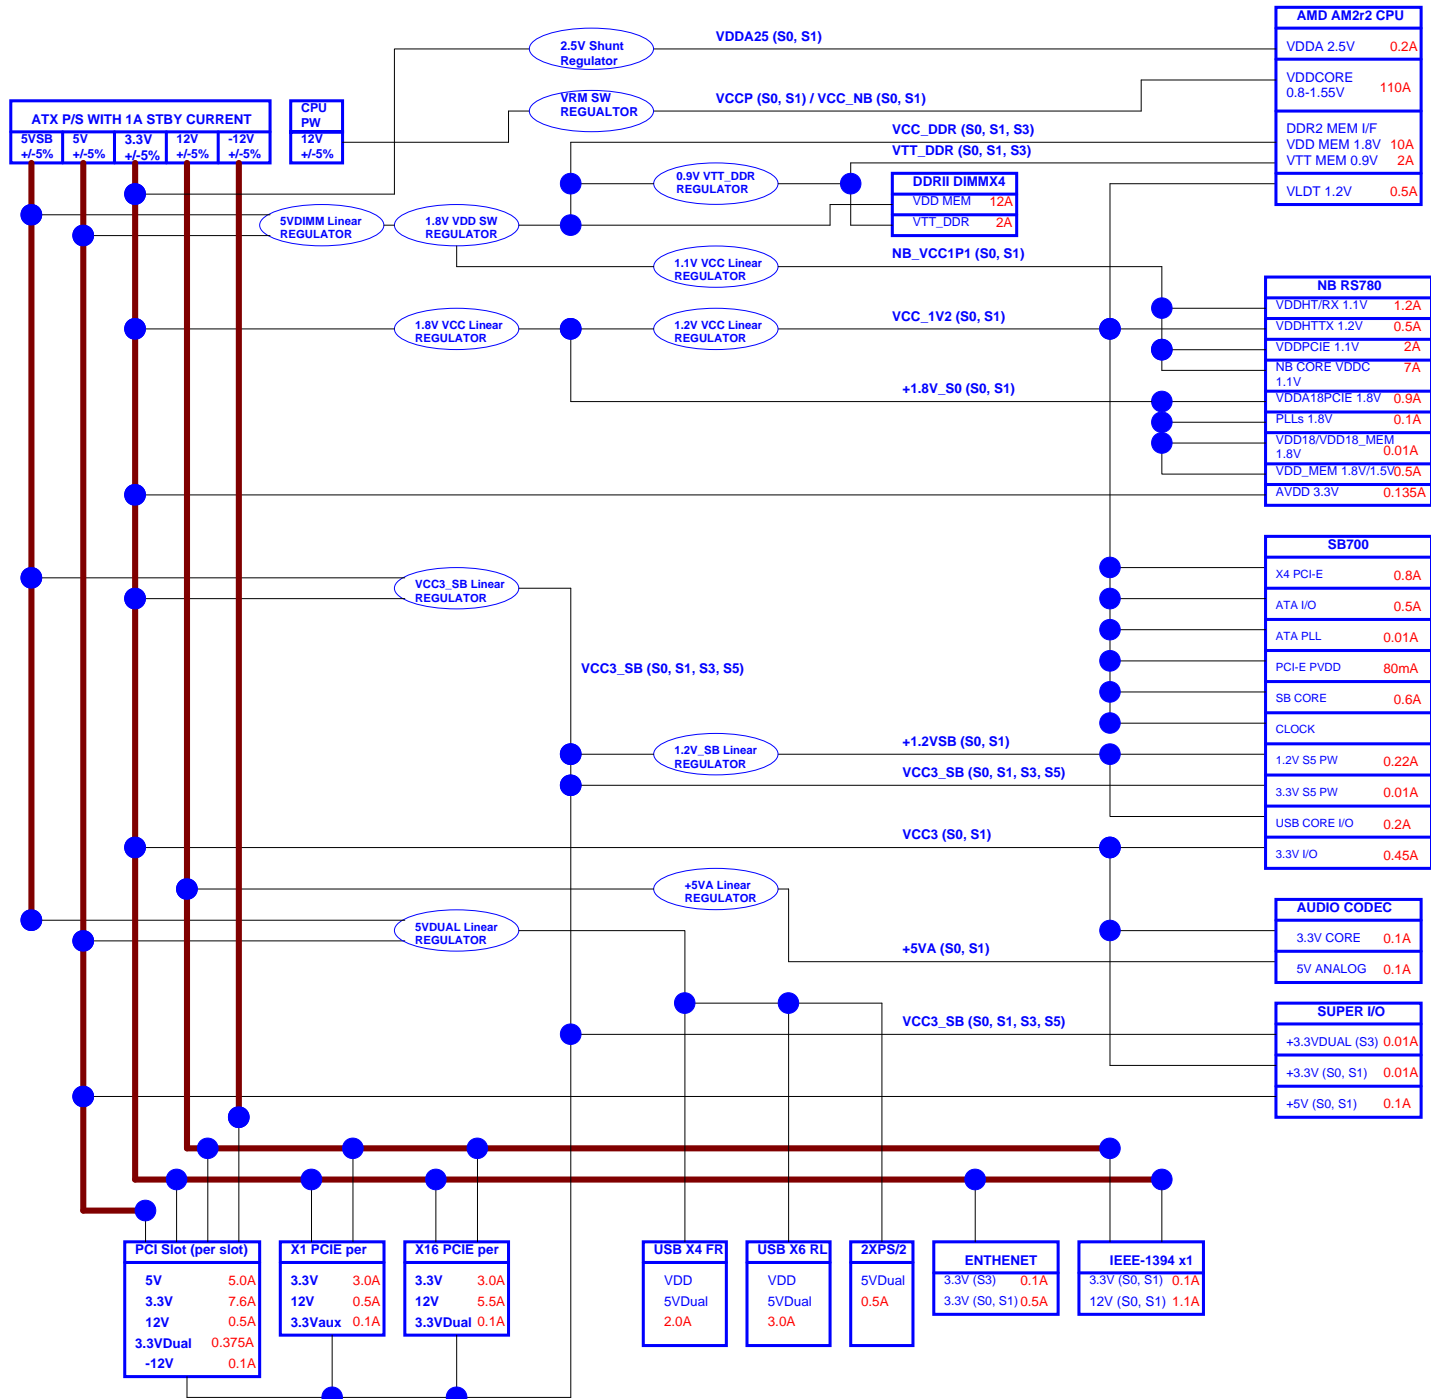 AMD AM2r2 CPU
VDDA 2.5V 0.2A
VDDCORE
0.8-1.55V 110A
DDR2 MEM I/F
VDD MEM 1.8V 10A
VTT MEM 0.9V 2A
VLDT 1.2V 0.5A
2.5V Shunt
Regulator
VDDA25 (S0, S1)
VRM SW
REGUALTOR
VCCP (S0, S1) / VCC_NB (S0, S1)
ATX P/S WITH 1A STBY CURRENT
5VSB
+/-5%
5V
+/-5%
3.3V
+/-5%
12V
+/-5%
-12V
+/-5%
CPU
PW
12V
+/-5%
VCC_DDR (S0, S1, S3)
VTT_DDR (S0, S1, S3)
0.9V VTT_DDR
REGULATOR
DDRII DIMMX4
VDD MEM 12A
VTT_DDR 2A
5VDIMM Linear
REGULATOR
1.8V VDD SW
REGULATOR
1.1V VCC Linear
REGULATOR
NB_VCC1P1 (S0, S1)
NB RS780
VDDHT/RX 1.1V 1.2A
VDDHTTX 1.2V 0.5A
VDDPCIE 1.1V 2A
NB CORE VDDC 7A
1.1V
VDDA18PCIE 1.8V 0.9A
PLLs 1.8V 0.1A
VDD18/VDD18_MEM
1.8V 0.01A
VDD_MEM 1.8V/1.5V 0.5A
AVDD 3.3V 0.135A
1.8V VCC Linear
REGULATOR
1.2V VCC Linear
REGULATOR
VCC_1V2 (S0, S1)
+1.8V_S0 (S0, S1)
SB700
X4 PCI-E 0.8A
ATA I/O 0.5A
ATA PLL 0.01A
PCI-E PVDD 80mA
SB CORE 0.6A
CLOCK
1.2V S5 PW 0.22A
3.3V S5 PW 0.01A
USB CORE I/O 0.2A
3.3V I/O 0.45A
VCC3_SB Linear
REGULATOR
VCC3_SB (S0, S1, S3, S5)
1.2V_SB Linear
REGULATOR
+1.2VSB (S0, S1)
VCC3_SB (S0, S1, S3, S5)
VCC3 (S0, S1)
+5VA Linear
REGULATOR
5VDUAL Linear
REGULATOR
+5VA (S0, S1)
AUDIO CODEC
3.3V CORE 0.1A
5V ANALOG 0.1A
VCC3_SB (S0, S1, S3, S5)
SUPER I/O
+3.3VDUAL (S3) 0.01A
+3.3V (S0, S1) 0.01A
+5V (S0, S1) 0.1A
PCI Slot (per slot)
5V 5.0A
3.3V 7.6A
12V 0.5A
3.3VDual 0.375A
-12V 0.1A
X1 PCIE per
3.3V 3.0A
12V 0.5A
3.3Vaux 0.1A
X16 PCIE per
3.3V 3.0A
12V 5.5A
3.3VDual 0.1A
USB X4 FR
VDD
5VDual
2.0A
USB X6 RL
VDD
5VDual
3.0A
2XPS/2
5VDual
0.5A
ENTHENET
3.3V (S3) 0.1A
3.3V (S0, S1) 0.5A
IEEE-1394 x1
3.3V (S0, S1) 0.1A
12V (S0, S1) 1.1A